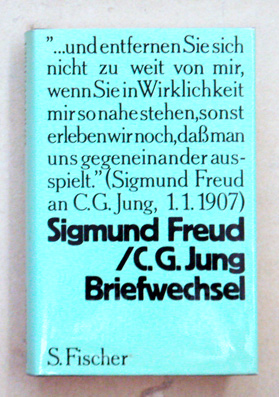 "...und entfernen Sie sich
nicht zu weit von mir,
wenn Sie in Wirklichkeit
mir so nahe stehen, sonst
erleben wir noch, daß man
uns gegeneinander aus-
spielt." (Sigmund Freud
an C.G. Jung, 1.1.1907)
Sigmund Freud
/C.G. Jung
Briefwechsel
S. Fischer